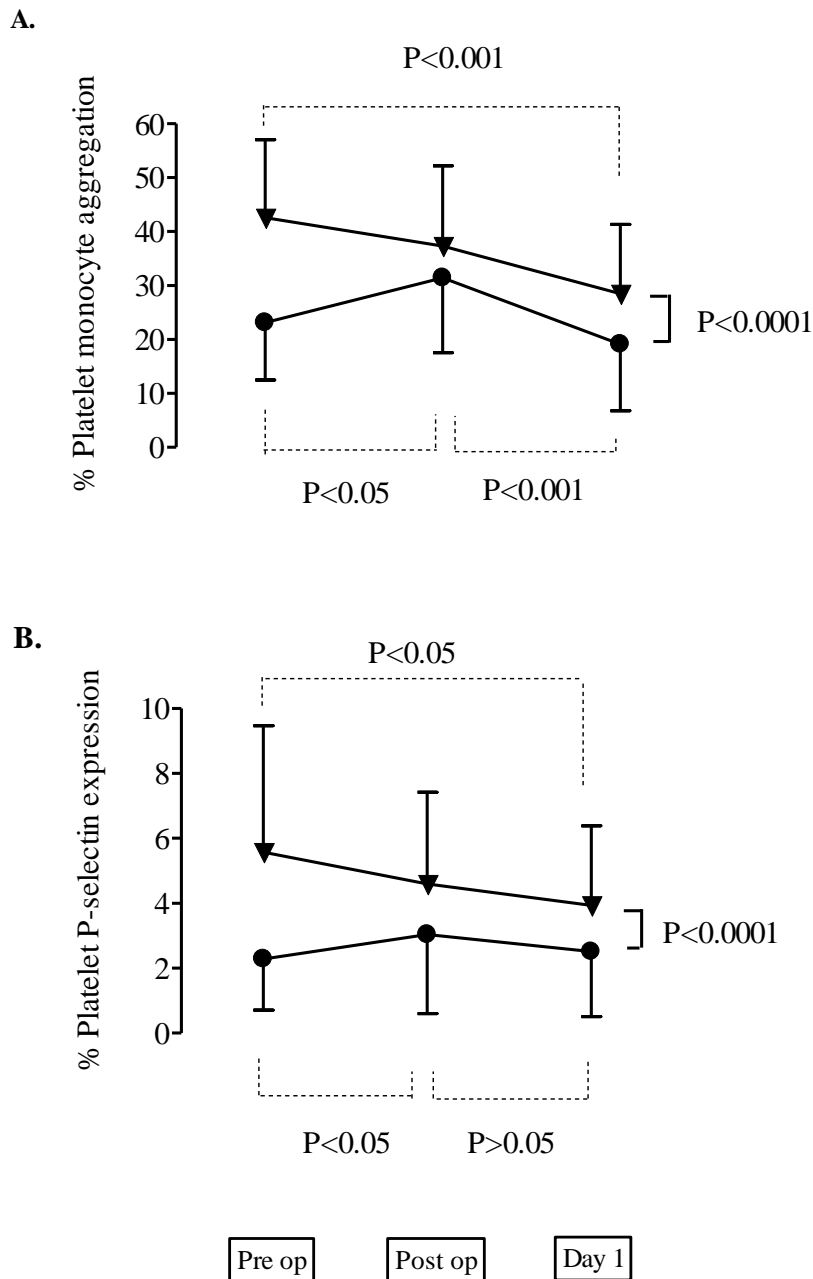 A.
P<0.001
% Platelet monocyte aggregation
60
50
40
30
20
10
0
P<0.0001
P<0.05
P<0.001
B.
P<0.05
% Platelet P-selectin expression
10
8
6
4
2
0
P<0.0001
P<0.05
P>0.05
Pre op
Post op
Day 1